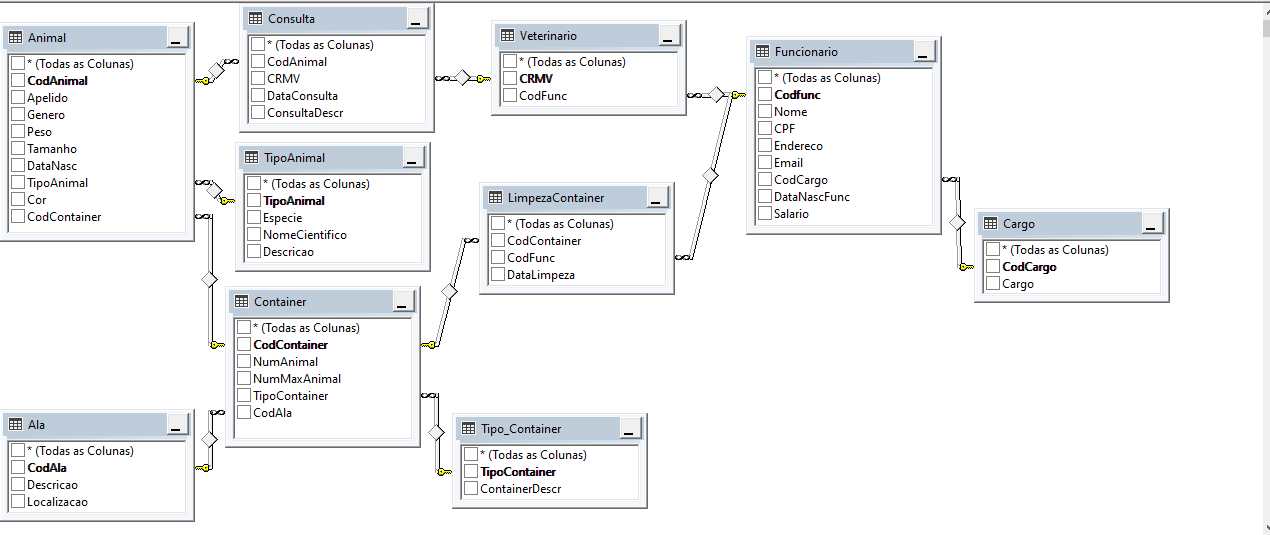 Animal
* (Todas as Colunas)
CodAnimal
Apelido
Genero
Peso
Tamanho
DataNasc
TipoAnimal
Cor
CodContainer
Consulta
* (Todas as Colunas)
CodAnimal
CRMV
DataConsulta
ConsultaDescr
Veterinario
* (Todas as Colunas)
CRMV
CodFunc
Funcionario
* (Todas as Colunas)
Codfunc
Nome
CPF
Endereco
Email
CodCargo
DataNascFunc
Salario
TipoAnimal
* (Todas as Colunas)
TipoAnimal
Especie
NomeCientifico
Descricao
LimpezaContainer
* (Todas as Colunas)
CodContainer
CodFunc
DataLimpeza
Cargo
* (Todas as Colunas)
CodCargo
Cargo
Container
* (Todas as Colunas)
CodContainer
NumAnimal
NumMaxAnimal
TipoContainer
CodAla
Ala
* (Todas as Colunas)
CodAla
Descricao
Localizacao
Tipo_Container
* (Todas as Colunas)
TipoContainer
ContainerDescr